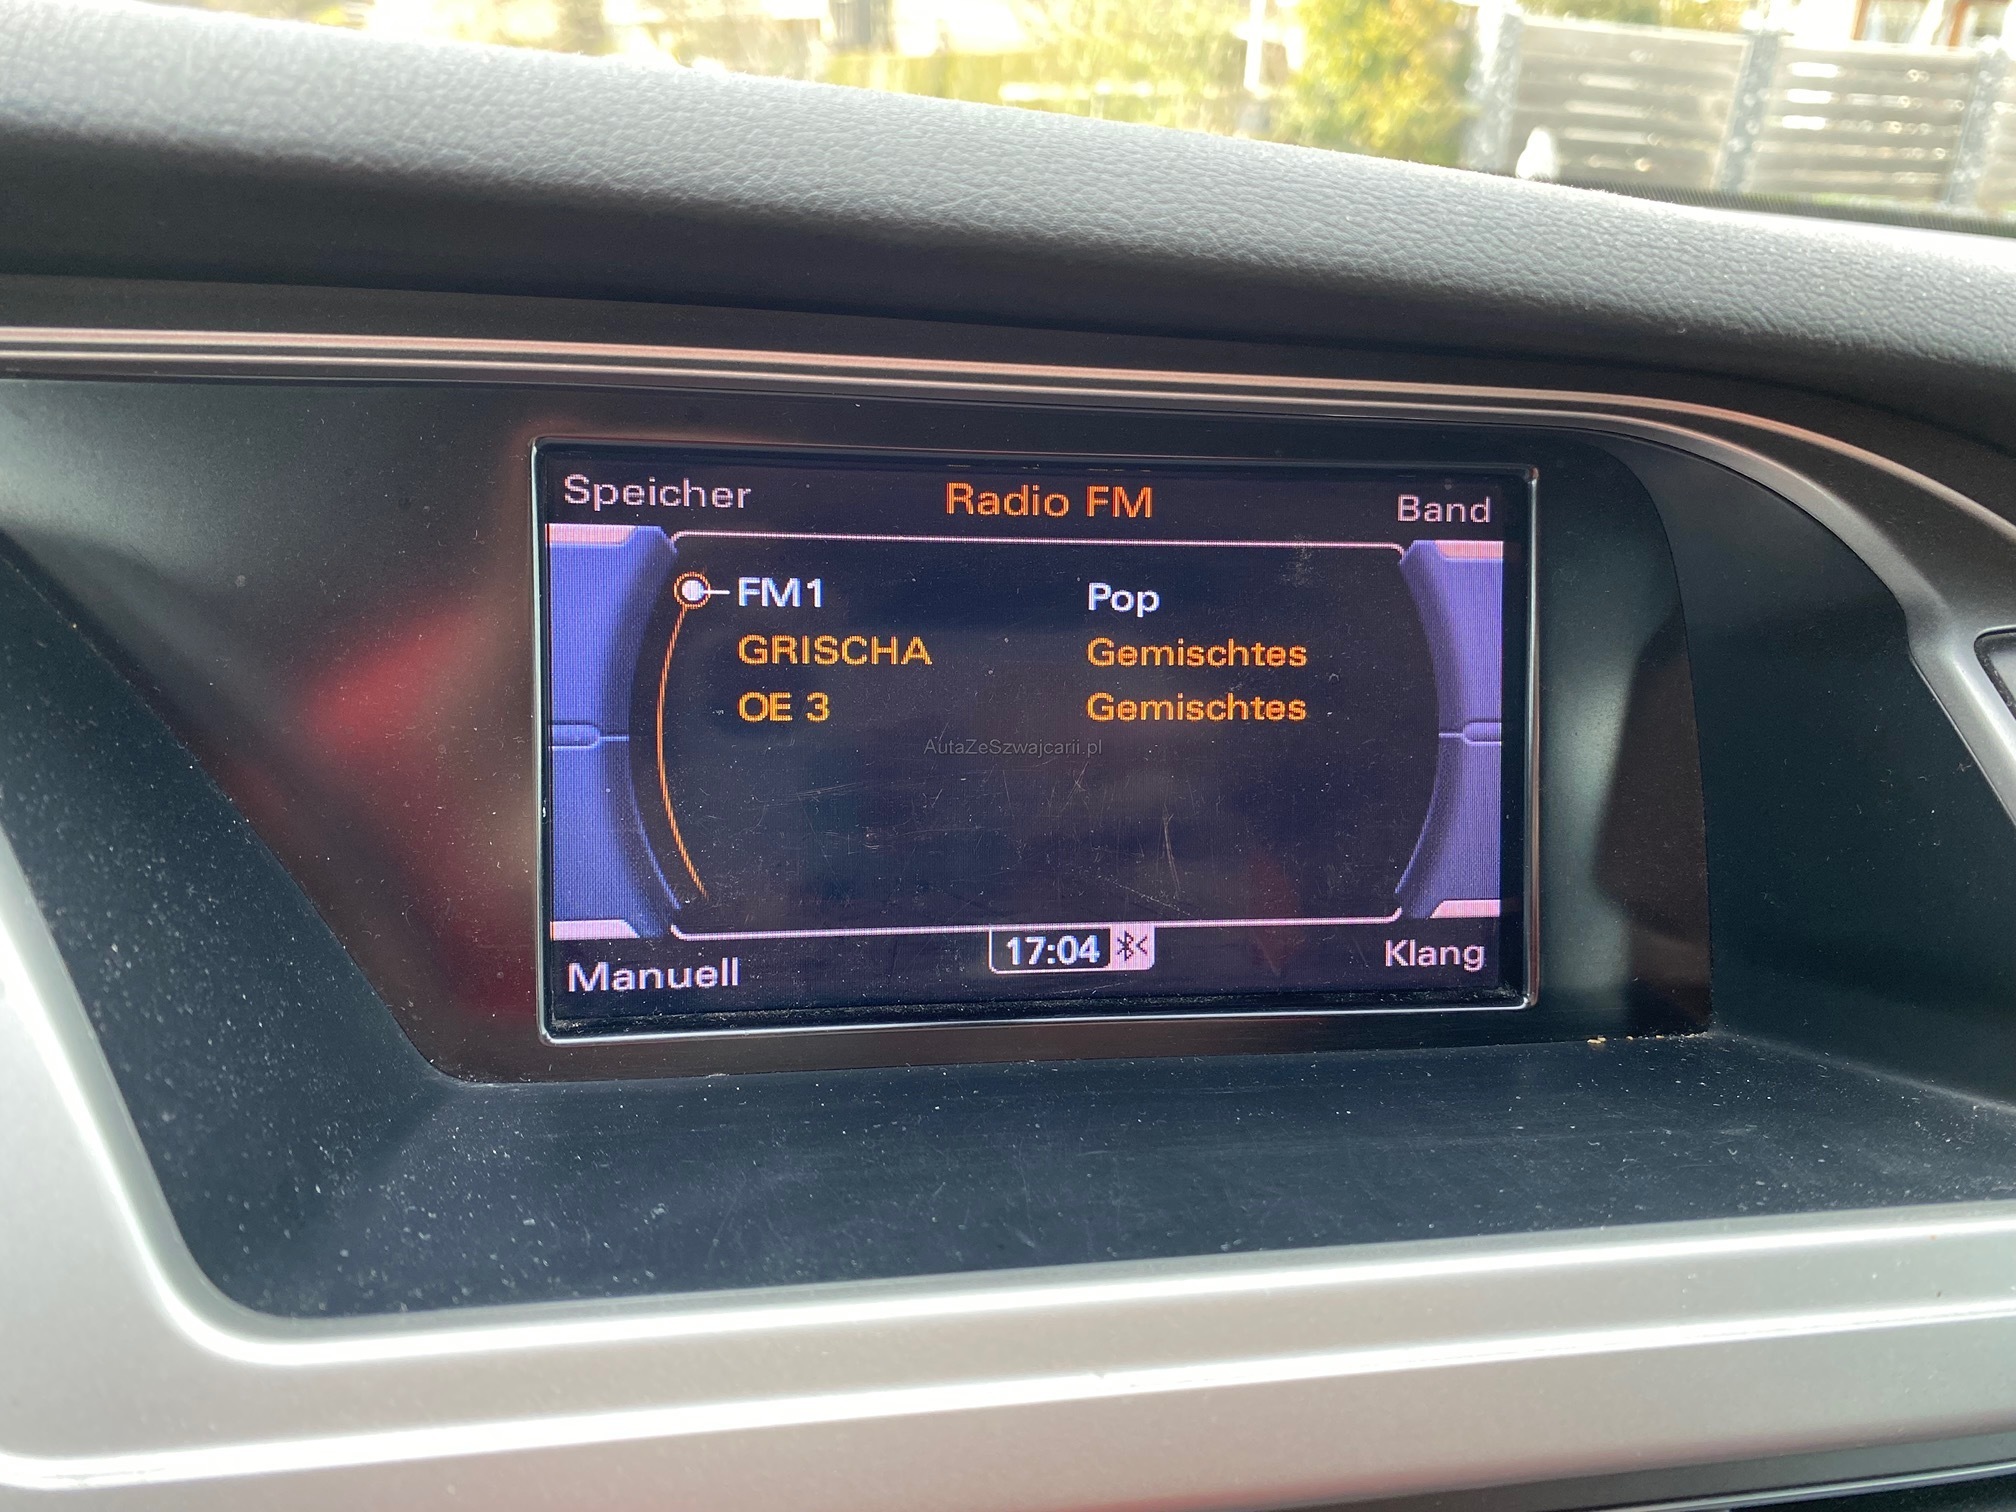 Speicher Radio FM Band
FM1 Pop
GRISCHA Gemischtes
OE 3 Gemischtes
AutaZeSzwajcarii.pl
Manuell 17:04 Klang